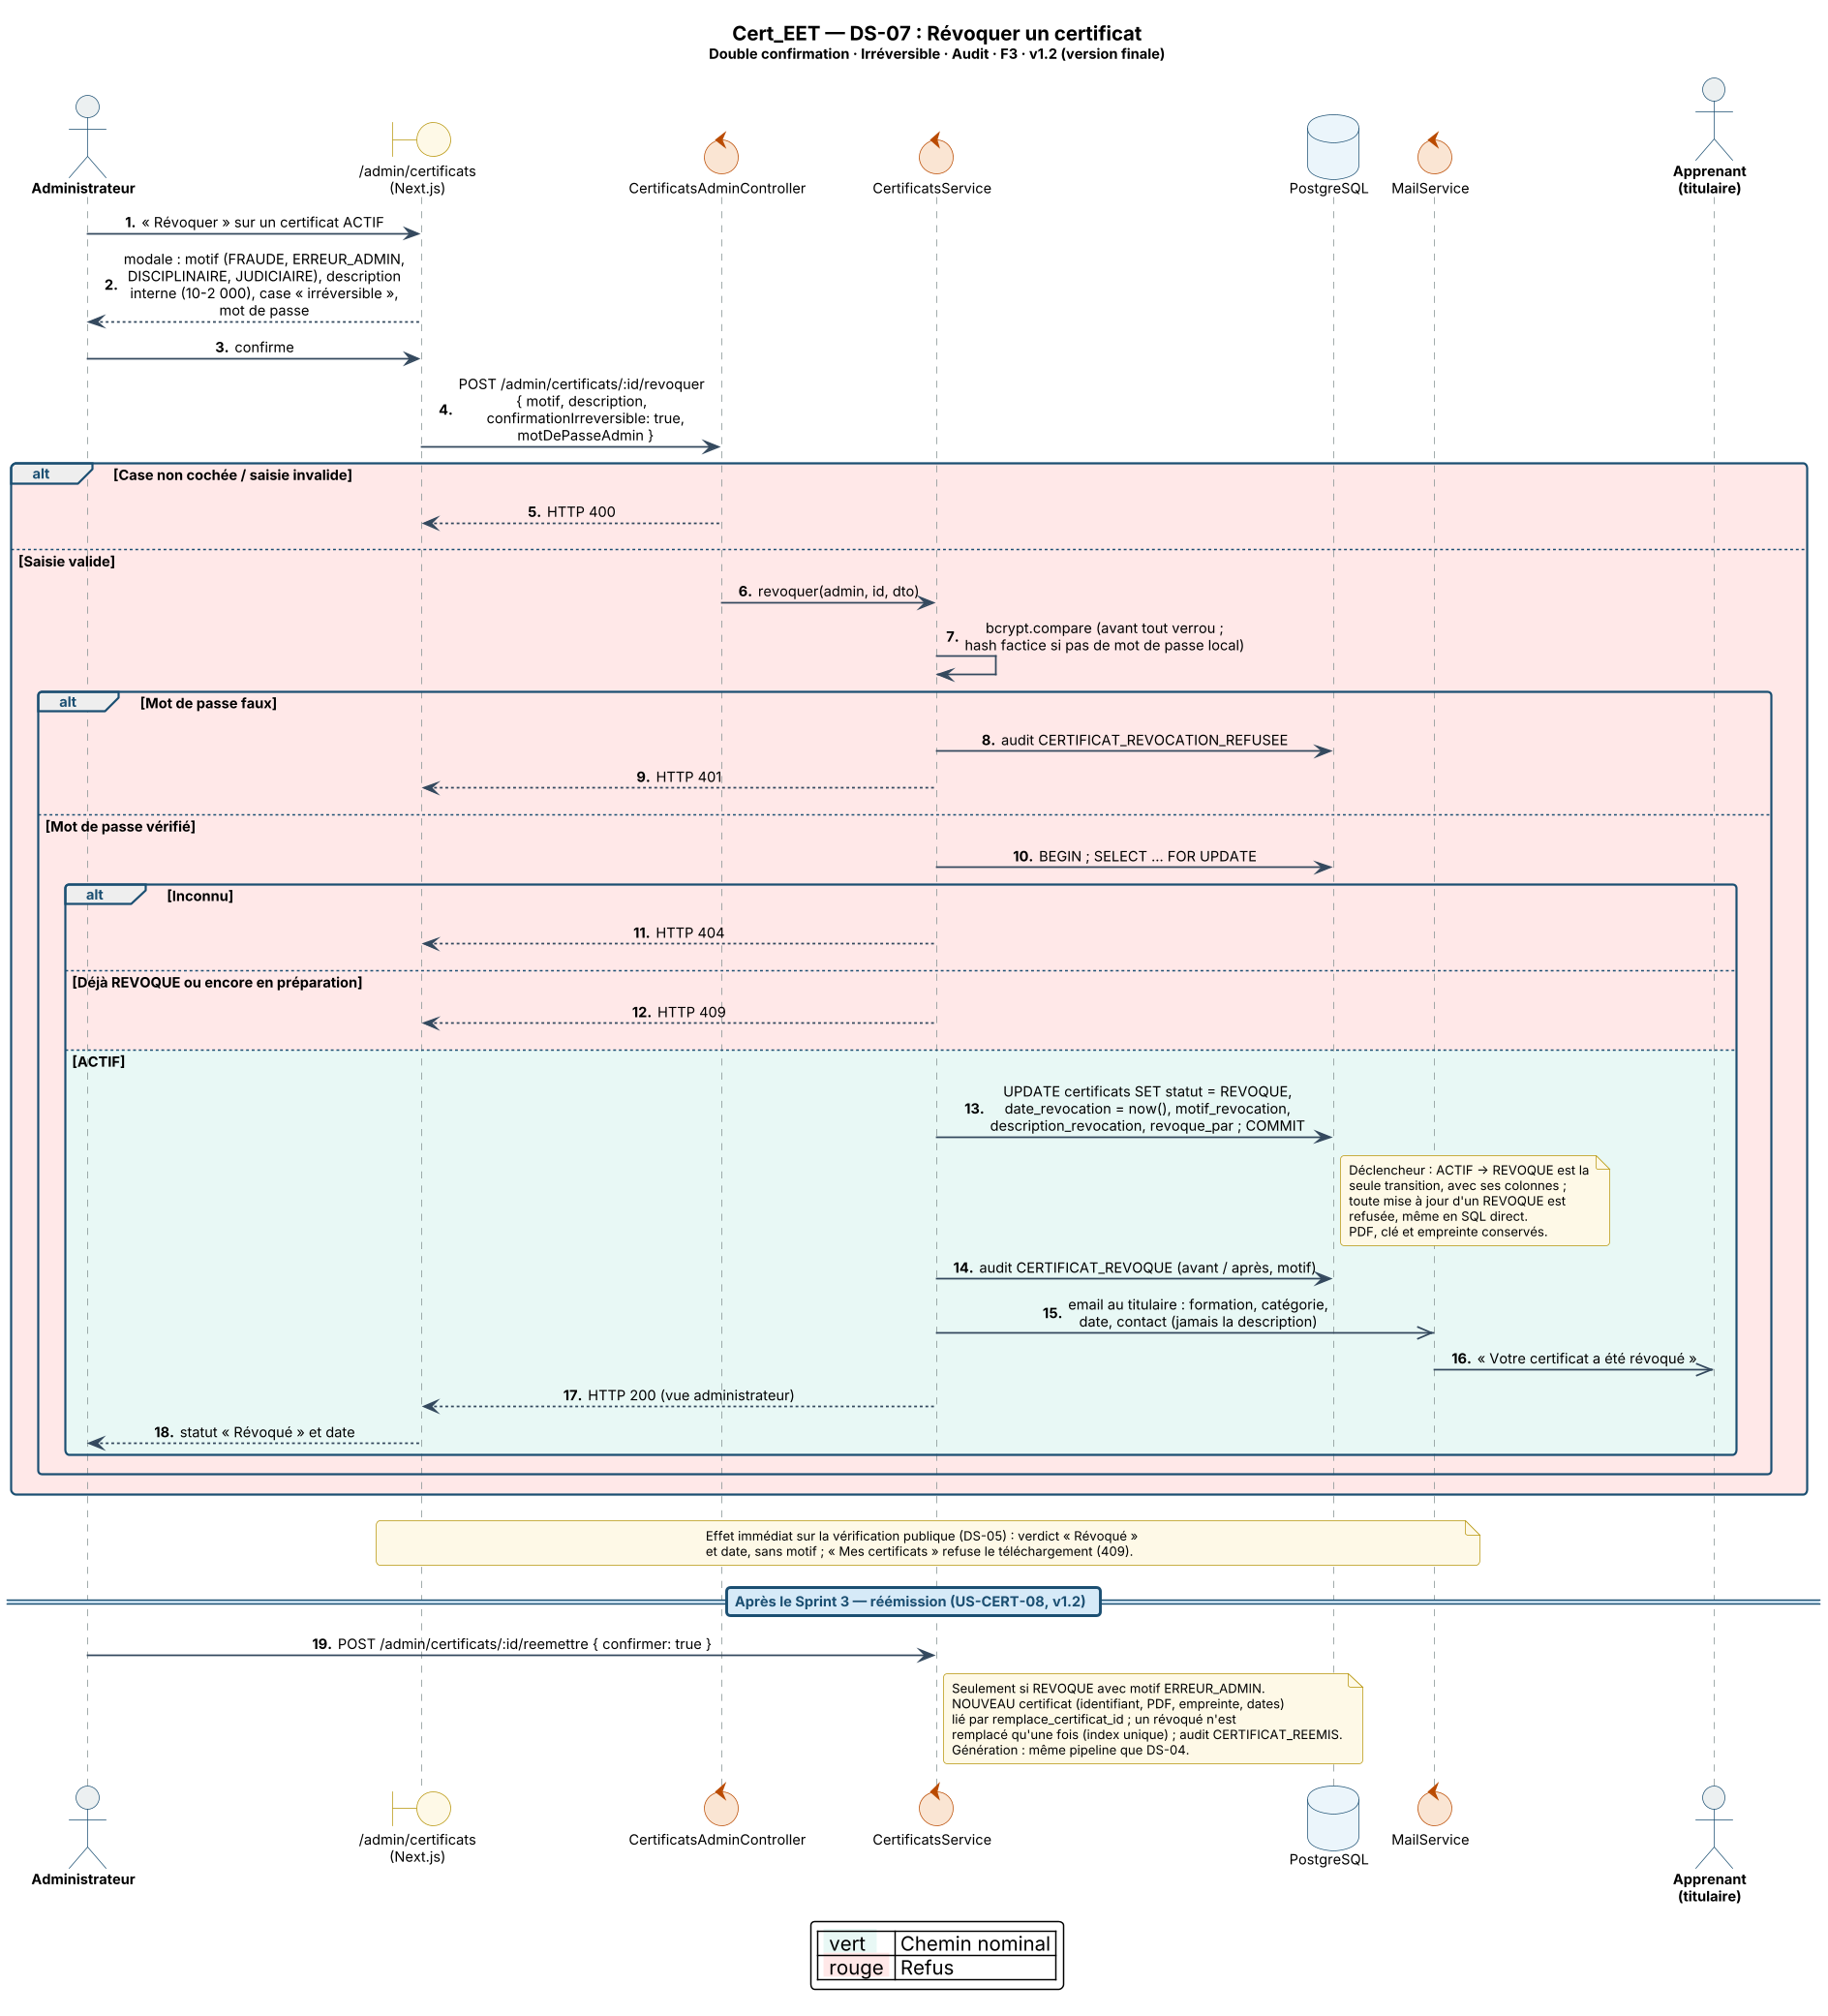 Cert_EET — DS-07 : Révoquer un certificat
Double confirmation · Irréversible · Audit · F3 · v1.2 (version finale)
Administrateur
/admin/certificats
(Next.js)
CertificatsAdminController
CertificatsService
PostgreSQL
MailService
Apprenant
(titulaire)
1. « Révoquer » sur un certificat ACTIF
2. modale : motif (FRAUDE, ERREUR_ADMIN,
DISCIPLINAIRE, JUDICIAIRE), description
interne (10-2 000), case « irréversible »,
mot de passe
3. confirme
4. POST /admin/certificats/:id/revoquer
{ motif, description,
confirmationIrreversible: true,
motDePasseAdmin }
alt [Case non cochée / saisie invalide]
5. HTTP 400
[Saisie valide]
6. revoquer(admin, id, dto)
7. bcrypt.compare (avant tout verrou ;
hash factice si pas de mot de passe local)
alt [Mot de passe faux]
8. audit CERTIFICAT_REVOCATION_REFUSEE
9. HTTP 401
[Mot de passe vérifié]
10. BEGIN ; SELECT ... FOR UPDATE
alt [Inconnu]
11. HTTP 404
[Déjà REVOQUE ou encore en préparation]
12. HTTP 409
[ACTIF]
13. UPDATE certificats SET statut = REVOQUE,
date_revocation = now(), motif_revocation,
description_revocation, revoque_par ; COMMIT
Déclencheur : ACTIF → REVOQUE est la
seule transition, avec ses colonnes ;
toute mise à jour d'un REVOQUE est
refusée, même en SQL direct.
PDF, clé et empreinte conservés.
14. audit CERTIFICAT_REVOQUE (avant / après, motif)
15. email au titulaire : formation, catégorie,
date, contact (jamais la description)
16. « Votre certificat a été révoqué »
17. HTTP 200 (vue administrateur)
18. statut « Révoqué » et date
Effet immédiat sur la vérification publique (DS-05) : verdict « Révoqué »
et date, sans motif ; « Mes certificats » refuse le téléchargement (409).
Après le Sprint 3 — réémission (US-CERT-08, v1.2)
19. POST /admin/certificats/:id/reemettre { confirmer: true }
Seulement si REVOQUE avec motif ERREUR_ADMIN.
NOUVEAU certificat (identifiant, PDF, empreinte, dates)
lié par remplace_certificat_id ; un révoqué n'est
remplacé qu'une fois (index unique) ; audit CERTIFICAT_REEMIS.
Génération : même pipeline que DS-04.
Administrateur
/admin/certificats
(Next.js)
CertificatsAdminController
CertificatsService
PostgreSQL
MailService
Apprenant
(titulaire)
vert Chemin nominal
rouge Refus